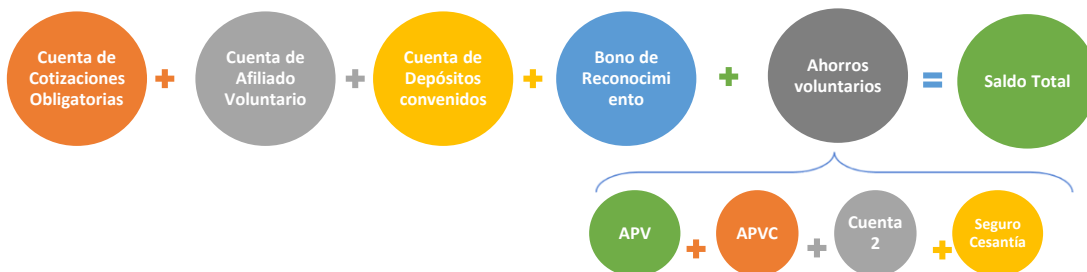 Cuenta de
Cotizaciones
Obligatorias
+
Cuenta de
Afiliado
Voluntario
+
Cuenta de
Depósitos
convenidos
+
Bono de
Reconocimi
ento
+
Ahorros
voluntarios
=
Saldo Total
APV
+
APVC
+
Cuenta
2
+
Seguro
Cesantía